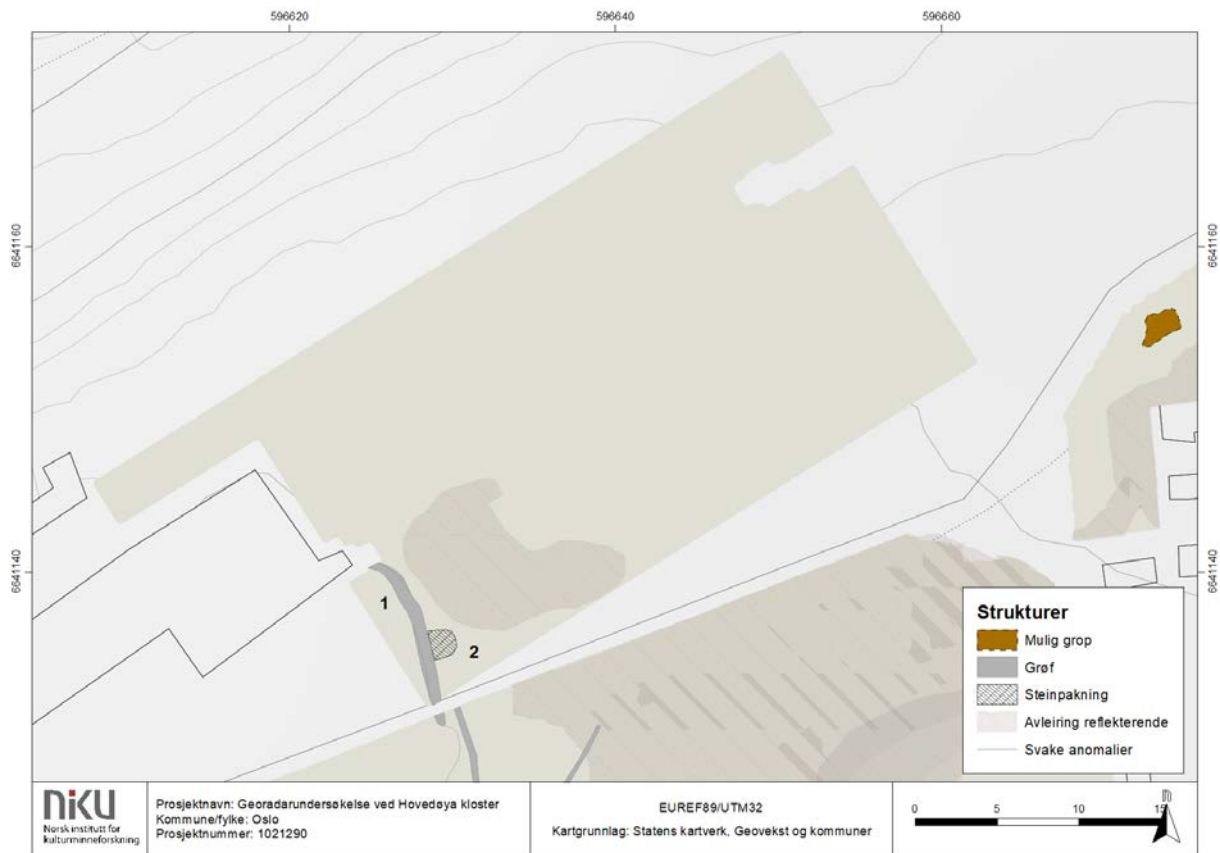 596620
596640
596660
6641160
6641160
6641140
6641140
1
2
Strukturer
Mulig grop
Grøf
Steinpakning
Avleiring reflekterende
Svake anomalier
niku
Norsk institutt for
kulturminneforskning
Prosjektnavn: Georadarundersøkelse ved Hovedøya kloster
Kommune/fylke: Oslo
Prosjektnummer: 1021290
EUREF89/UTM32
Kartgrunnlag: Statens kartverk, Geovekst og kommuner
0
5
10
15
N